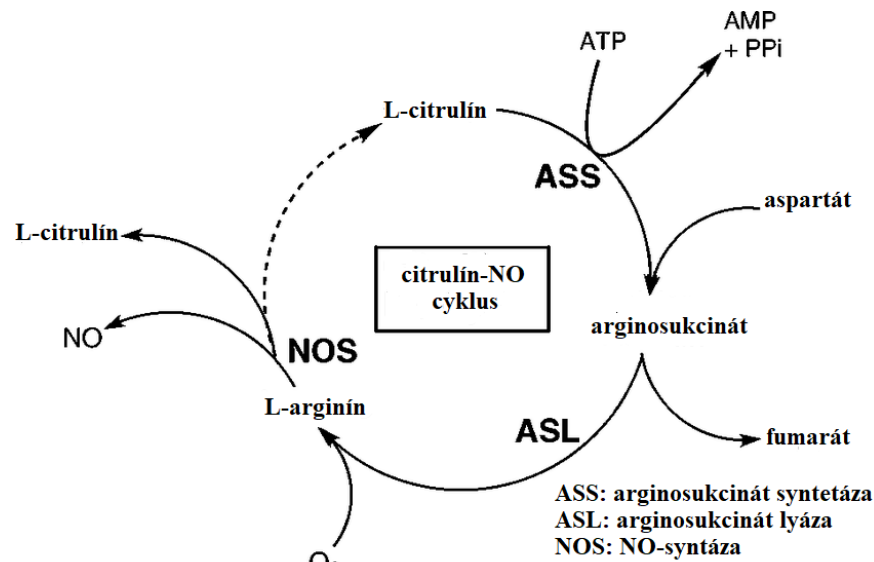 AMP
+ PPi
ATP
L-citrulín
ASS
aspartát
L-citrulín
citrulín-NO
cyklus
arginosukcinát
NO
NOS
L-arginín
ASL
fumarát
ASS: arginosukcinát syntetáza
ASL: arginosukcinát lyáza
NOS: NO-syntáza